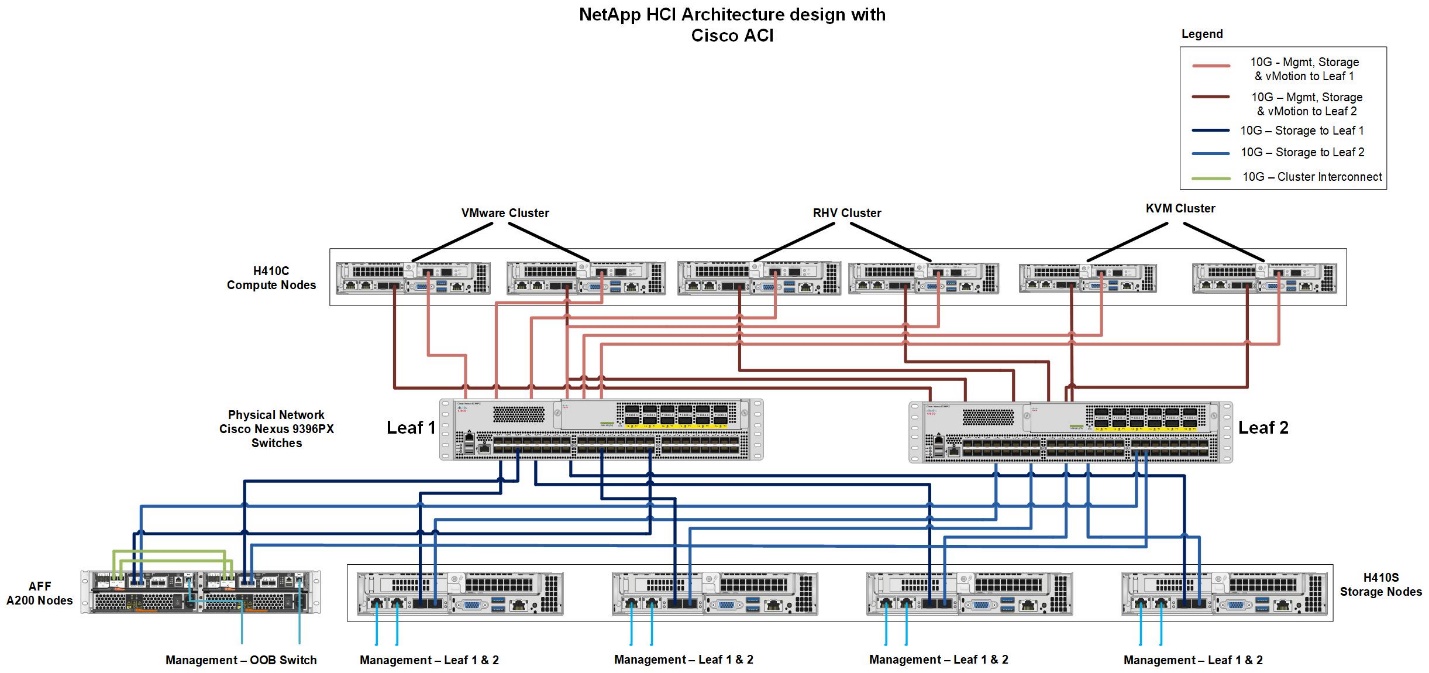 NetApp HCI Architecture design with
Cisco ACI
Legend
10G - Mgmt, Storage
& vMotion to Leaf 1
10G – Mgmt, Storage
& vMotion to Leaf 2
10G – Storage to Leaf 1
10G – Storage to Leaf 2
10G – Cluster Interconnect
VMware Cluster
RHV Cluster
KVM Cluster
H410C
Compute Nodes
Physical Network
Cisco Nexus 9396PX
Switches
Leaf 1
Leaf 2
AFF
A200 Nodes
H410S
Storage Nodes
Management – OOB Switch
Management – Leaf 1 & 2
Management – Leaf 1 & 2
Management – Leaf 1 & 2
Management – Leaf 1 & 2